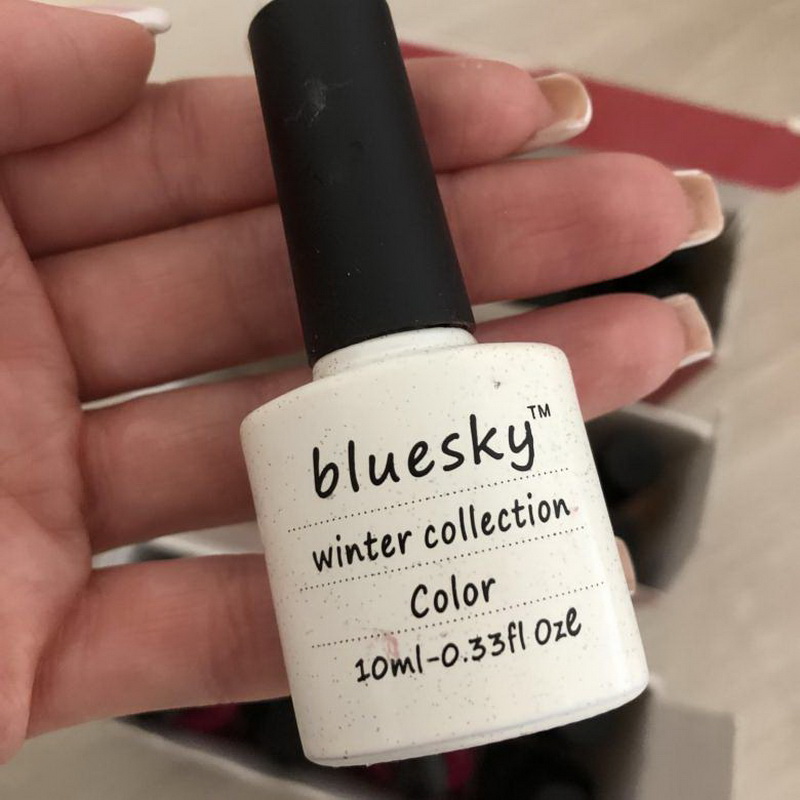 bluesky™
winter collection
Color
10ml-0.33fl Oze